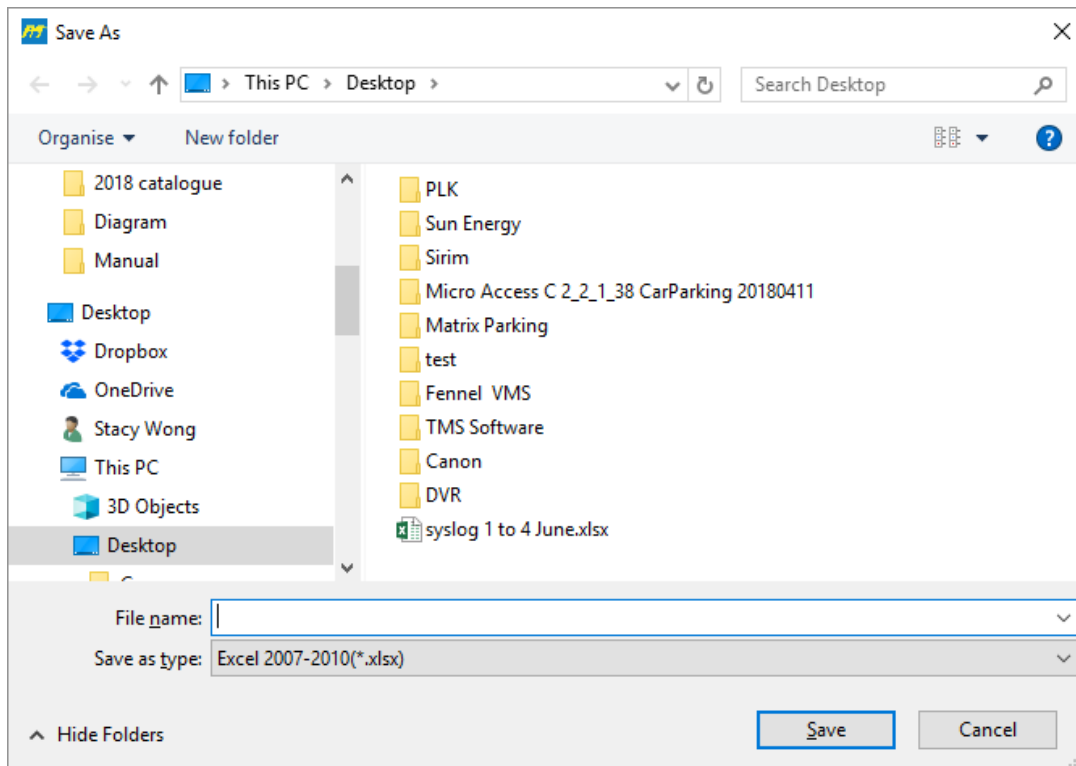 Save As
This PC > Desktop >
Search Desktop
Organise
New folder
2018 catalogue
Diagram
Manual
Desktop
Dropbox
OneDrive
Stacy Wong
This PC
3D Objects
Desktop
PLK
Sun Energy
Sirim
Micro Access C 2_2_1_38 CarParking 20180411
Matrix Parking
test
Fennel  VMS
TMS Software
Canon
DVR
syslog 1 to 4 June.xlsx
File name:
Save as type: Excel 2007-2010(*.xlsx)
Hide Folders
Save
Cancel